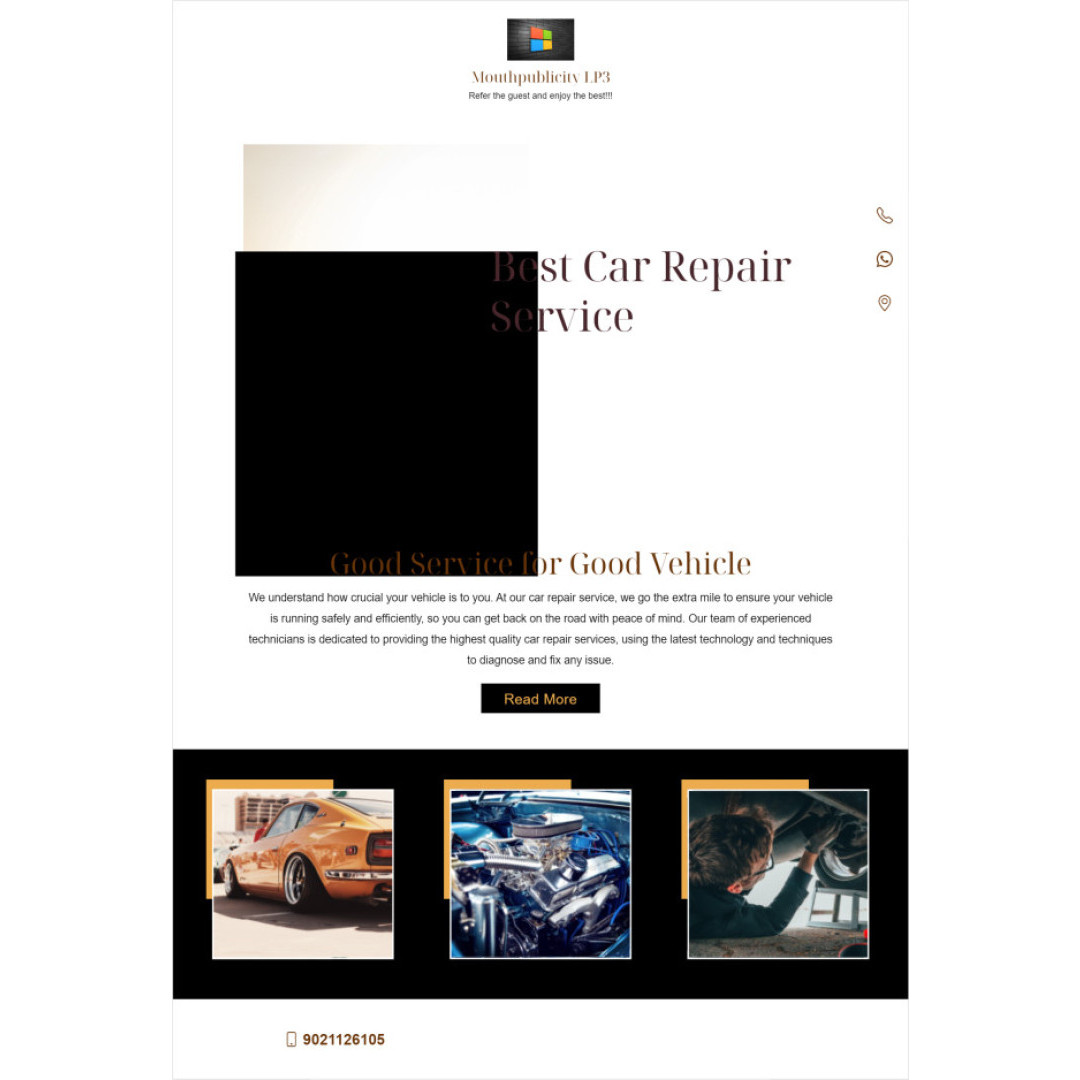 Mouthpublicity LP3
Refer the guest and enjoy the best!!!
Best Car Repair
Service
Good Service for Good Vehicle
We understand how crucial your vehicle is to you. At our car repair service, we go the extra mile to ensure your vehicle
is running safely and efficiently, so you can get back on the road with peace of mind. Our team of experienced
technicians is dedicated to providing the highest quality car repair services, using the latest technology and techniques
to diagnose and fix any issue.
Read More
9021126105